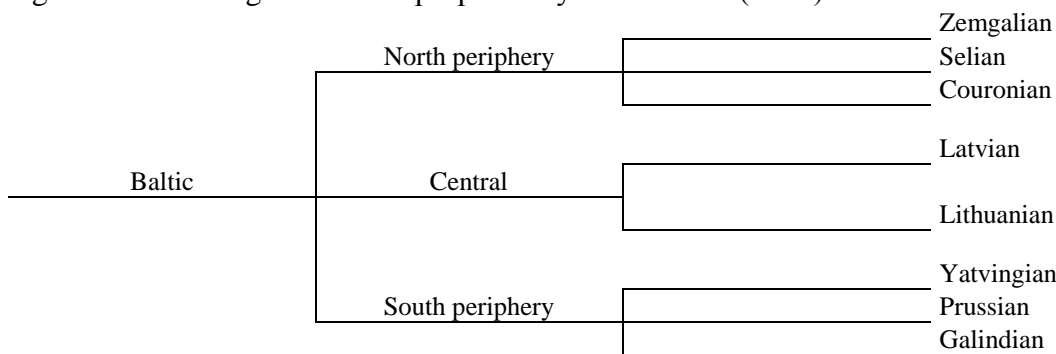 Zemgalian
North periphery Selian
Couronian
Latvian
Baltic Central
Lithuanian
Yatvingian
South periphery Prussian
Galindian